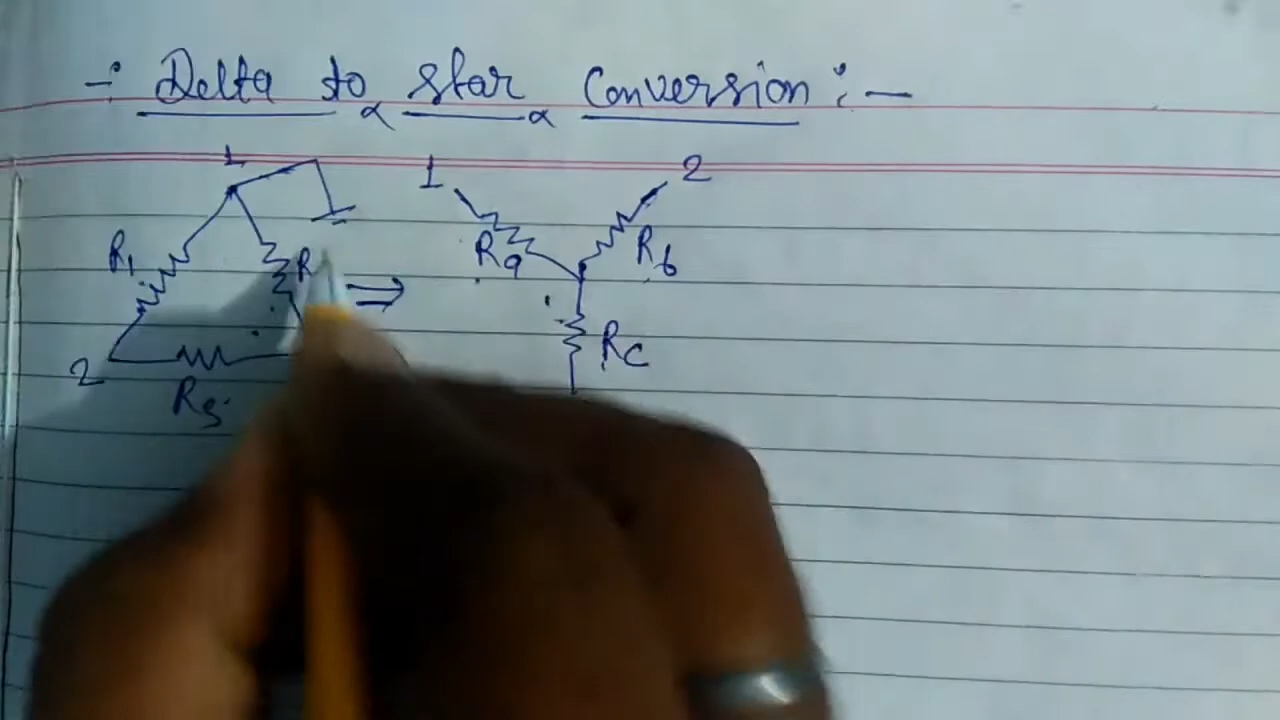 -: Delta to star Conversion :-
1
1
2
R1
R
Ra
Rb
Rc
2
R3